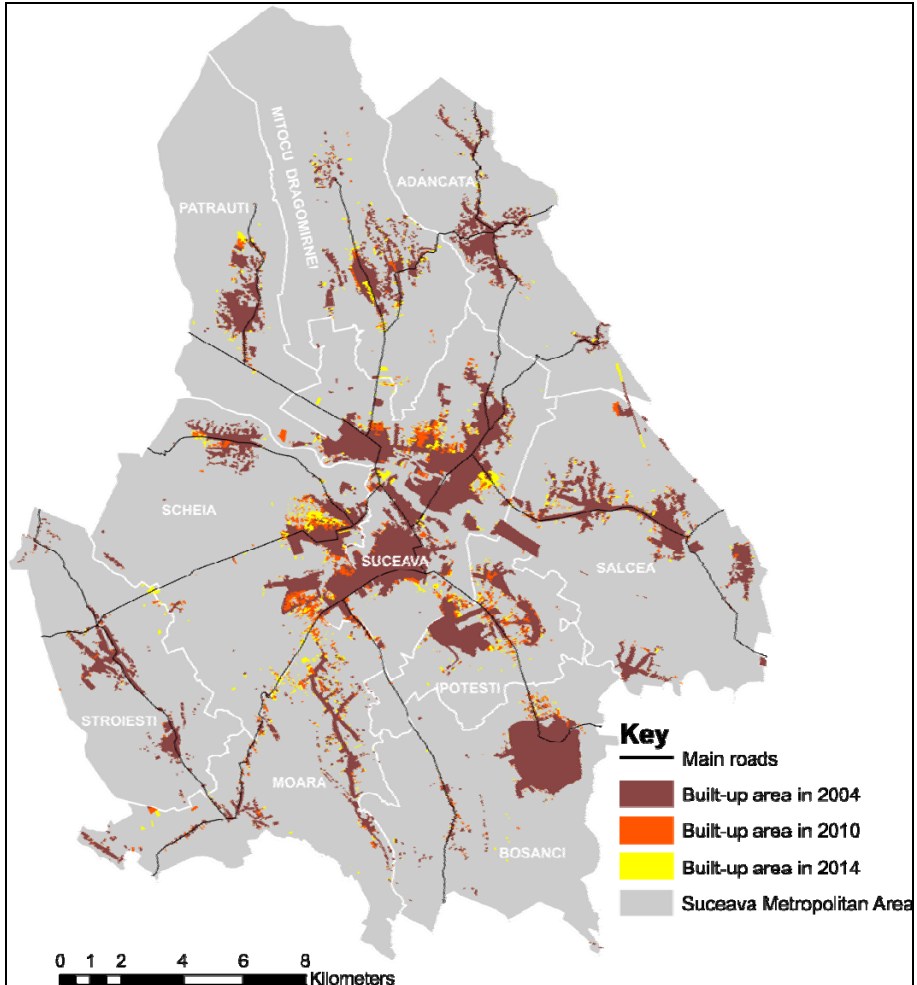 MITOCU DRAGOMIRNEI
ADANCATA
PATRAUTI
SCHEIA
SUCEAVA
SALCEA
IPOTESTI
STROIESTI
MOARA
BOSANCI
Key
Main roads
Built-up area in 2004
Built-up area in 2010
Built-up area in 2014
Suceava Metropolitan Area
0 1 2 4 6 8
Kilometers